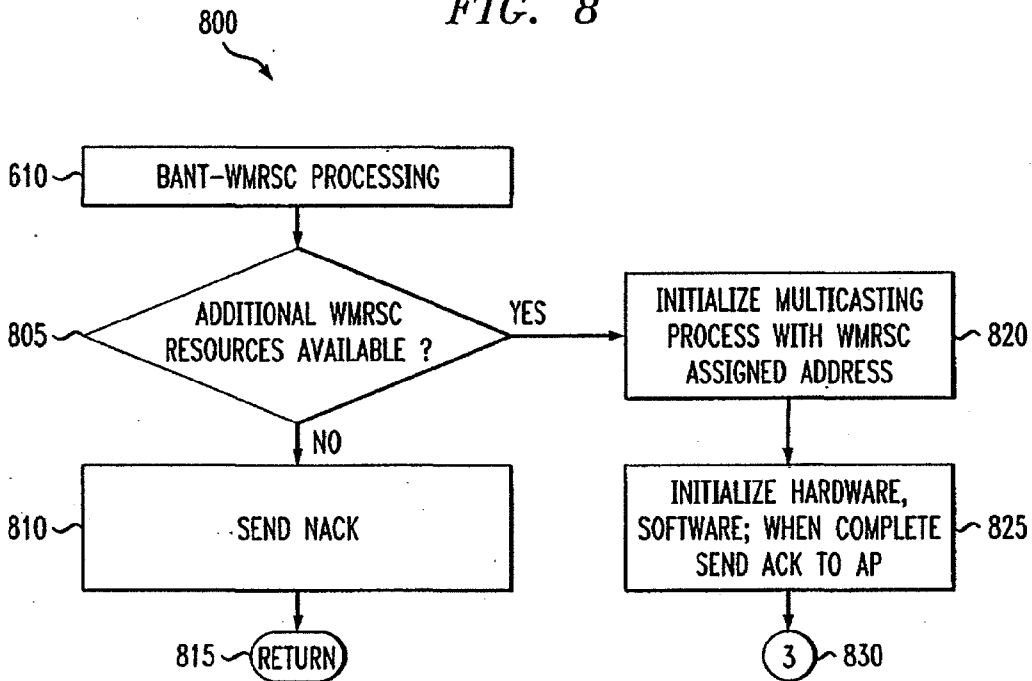 FIG. 8
800
610
BANT-WMRSC PROCESSING
805
ADDITIONAL WMRSC
RESOURCES AVAILABLE ?
YES
INITIALIZE MULTICASTING
PROCESS WITH WMRSC
ASSIGNED ADDRESS
820
NO
810
SEND NACK
INITIALIZE HARDWARE,
SOFTWARE; WHEN COMPLETE
SEND ACK TO AP
825
815
RETURN
3
830